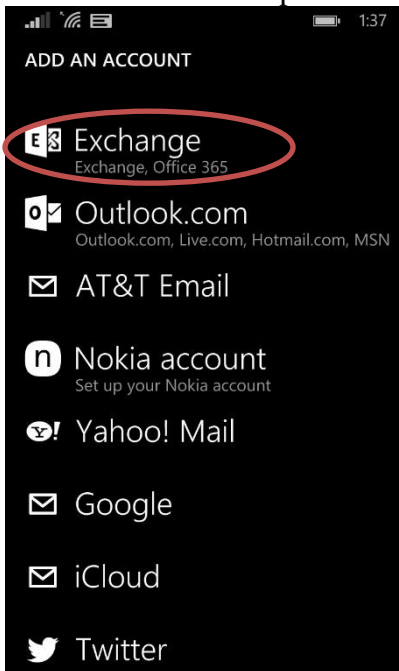 1:37
ADD AN ACCOUNT
Exchange
Exchange, Office 365
Outlook.com
Outlook.com, Live.com, Hotmail.com, MSN
AT&T Email
n Nokia account
Set up your Nokia account
Yahoo! Mail
Google
iCloud
Twitter